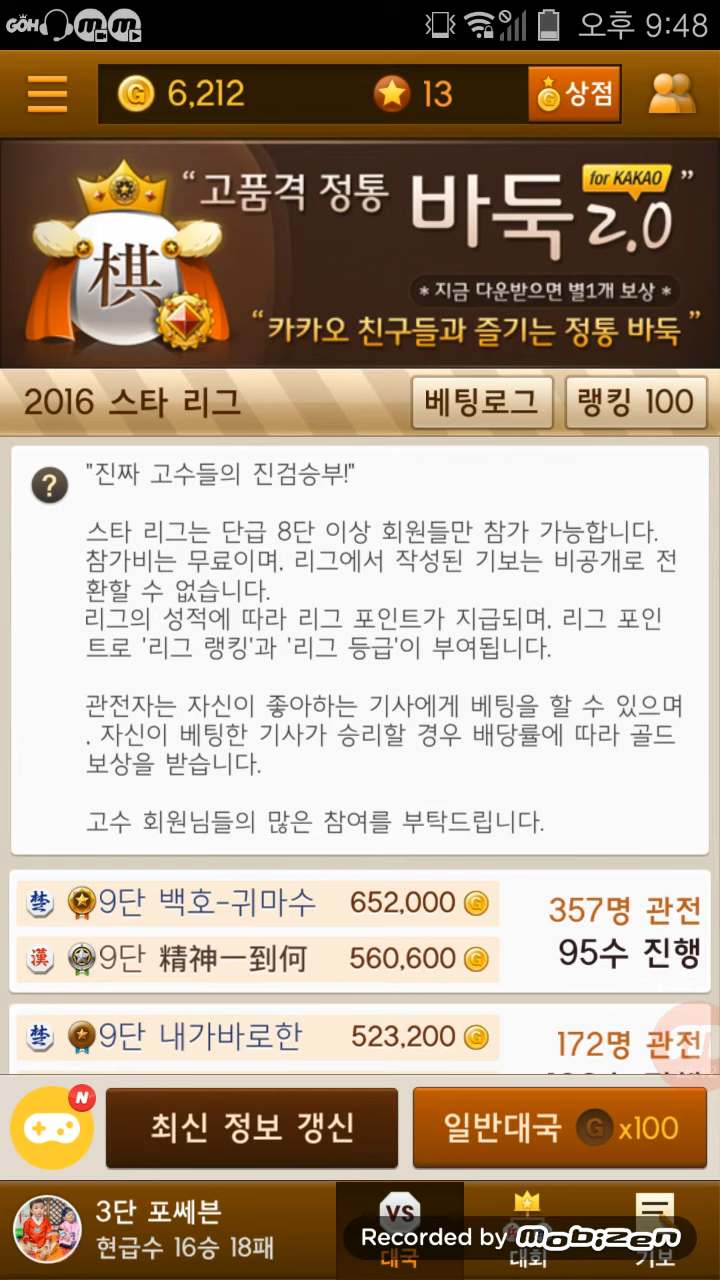 GOH
오후 9:48
G 6,212
13
G 상점
棋
“고품격 정통 바둑 2.0 for KAKAO”
* 지금 다운받으면 별1개 보상 *
“카카오 친구들과 즐기는 정통 바둑”
2016 스타 리그
베팅로그
랭킹 100
?
"진짜 고수들의 진검승부!"
스타 리그는 단급 8단 이상 회원들만 참가 가능합니다.
참가비는 무료이며, 리그에서 작성된 기보는 비공개로 전
환할 수 없습니다.
리그의 성적에 따라 리그 포인트가 지급되며, 리그 포인
트로 '리그 랭킹'과 '리그 등급'이 부여됩니다.
관전자는 자신이 좋아하는 기사에게 베팅을 할 수 있으며
, 자신이 베팅한 기사가 승리할 경우 배당률에 따라 골드
보상을 받습니다.
고수 회원님들의 많은 참여를 부탁드립니다.
楚 9단 백호-귀마수 652,000 G
357명 관전
漢 9단 精神一到何 560,600 G
95수 진행
楚 9단 내가바로한 523,200 G
172명 관전
N
최신 정보 갱신
일반대국 G x100
3단 포쎄븐
현급수 16승 18패
VS
대국
대회
기보
Recorded by mobizen